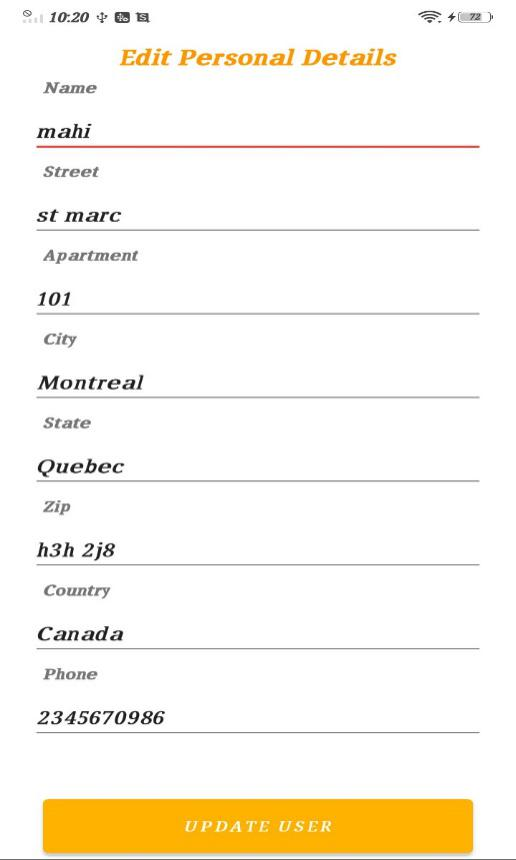 10:20
72
Edit Personal Details
Name
mahi
Street
st marc
Apartment
101
City
Montreal
State
Quebec
Zip
h3h 2j8
Country
Canada
Phone
2345670986
UPDATE USER